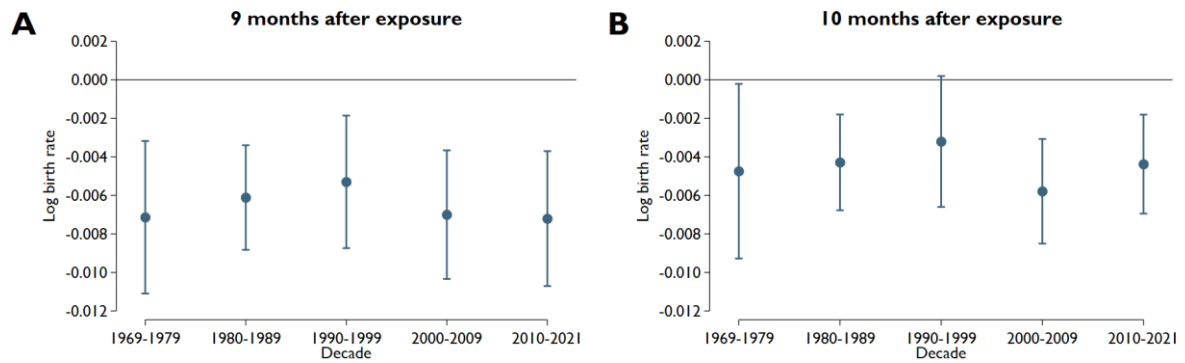 A
9 months after exposure
0.002
0.000
-0.002
-0.004
-0.006
-0.008
-0.010
-0.012
Log birth rate
1969-1979 1980-1989 1990-1999 2000-2009 2010-2021
Decade
B
10 months after exposure
0.002
0.000
-0.002
-0.004
-0.006
-0.008
-0.010
-0.012
Log birth rate
1969-1979 1980-1989 1990-1999 2000-2009 2010-2021
Decade